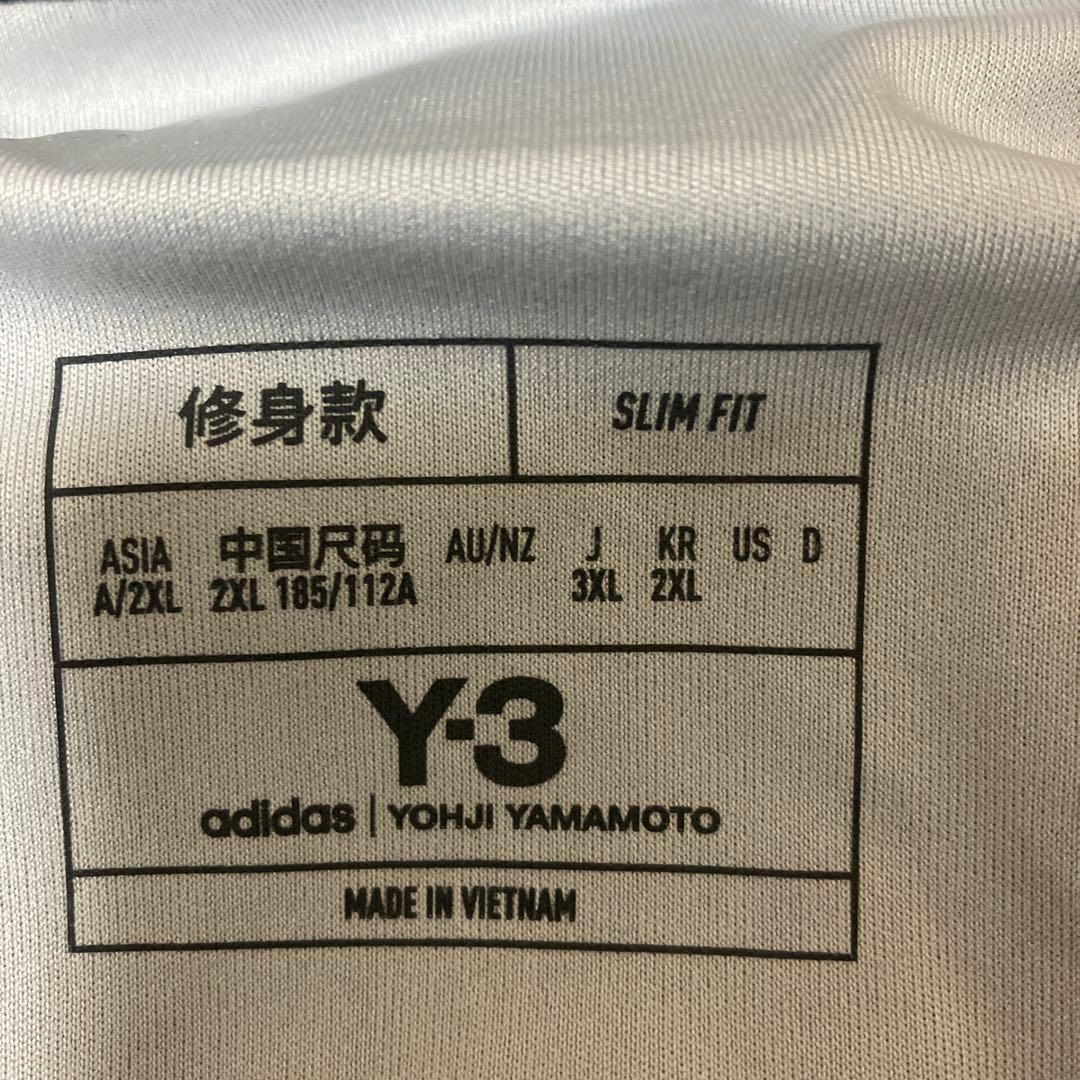 修身款 SLIM FIT
ASIA 中国尺码 AU/NZ J KR US D
A/2XL 2XL 185/112A 3XL 2XL
Y-3
adidas | YOHJI YAMAMOTO
MADE IN VIETNAM